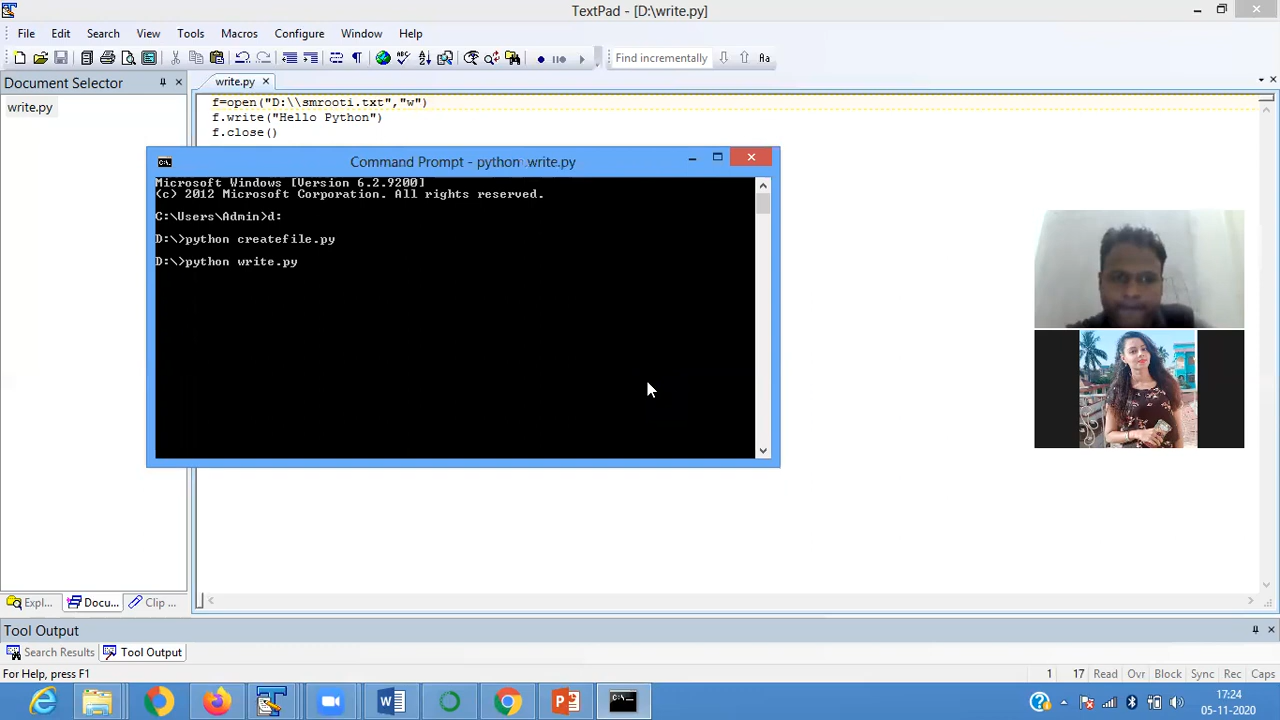 TextPad - [D:\write.py]
File Edit Search View Tools Macros Configure Window Help
Find incrementally
Document Selector
write.py
write.py
f=open("D:\\smrooti.txt","w")
f.write("Hello Python")
f.close()
Command Prompt - python write.py
Microsoft Windows [Version 6.2.9200]
(c) 2012 Microsoft Corporation. All rights reserved.
C:\Users\Admin>d:
D:\>python createfile.py
D:\>python write.py
Expl... Docu... Clip ...
Tool Output
Search Results Tool Output
For Help, press F1
1 17 Read Ovr Block Sync Rec Caps
17:24
05-11-2020